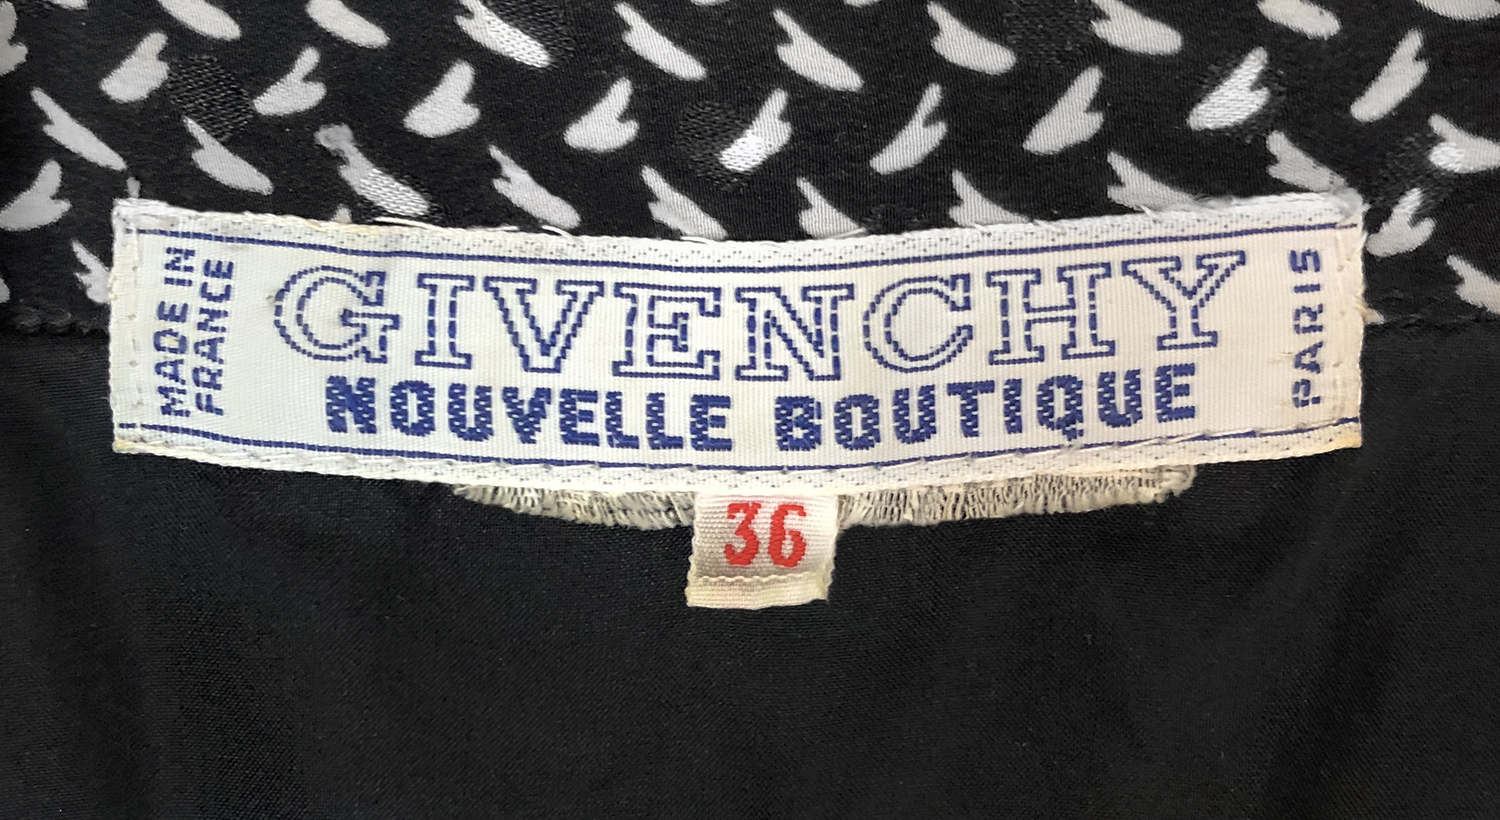 MADE IN
FRANCE
GIVENCHY
NOUVELLE BOUTIQUE
PARIS
36